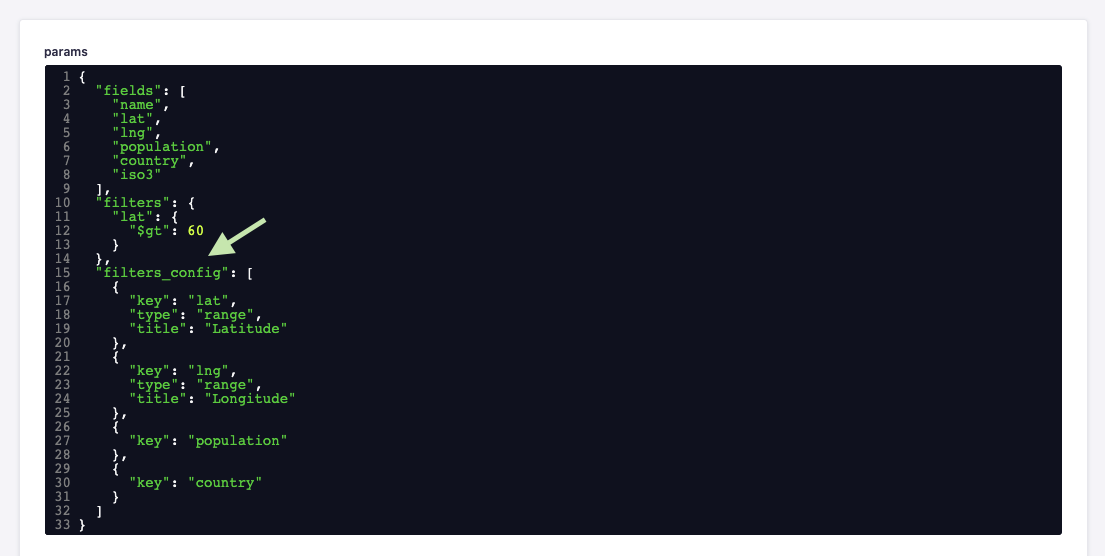 params
1 {
2   "fields": [
3     "name",
4     "lat",
5     "lng",
6     "population",
7     "country",
8     "iso3"
9   ],
10   "filters": {
11     "lat": {
12       "$gt": 60
13     }
14   },
15   "filters_config": [
16     {
17       "key": "lat",
18       "type": "range",
19       "title": "Latitude"
20     },
21     {
22       "key": "lng",
23       "type": "range",
24       "title": "Longitude"
25     },
26     {
27       "key": "population"
28     },
29     {
30       "key": "country"
31     }
32   ]
33 }